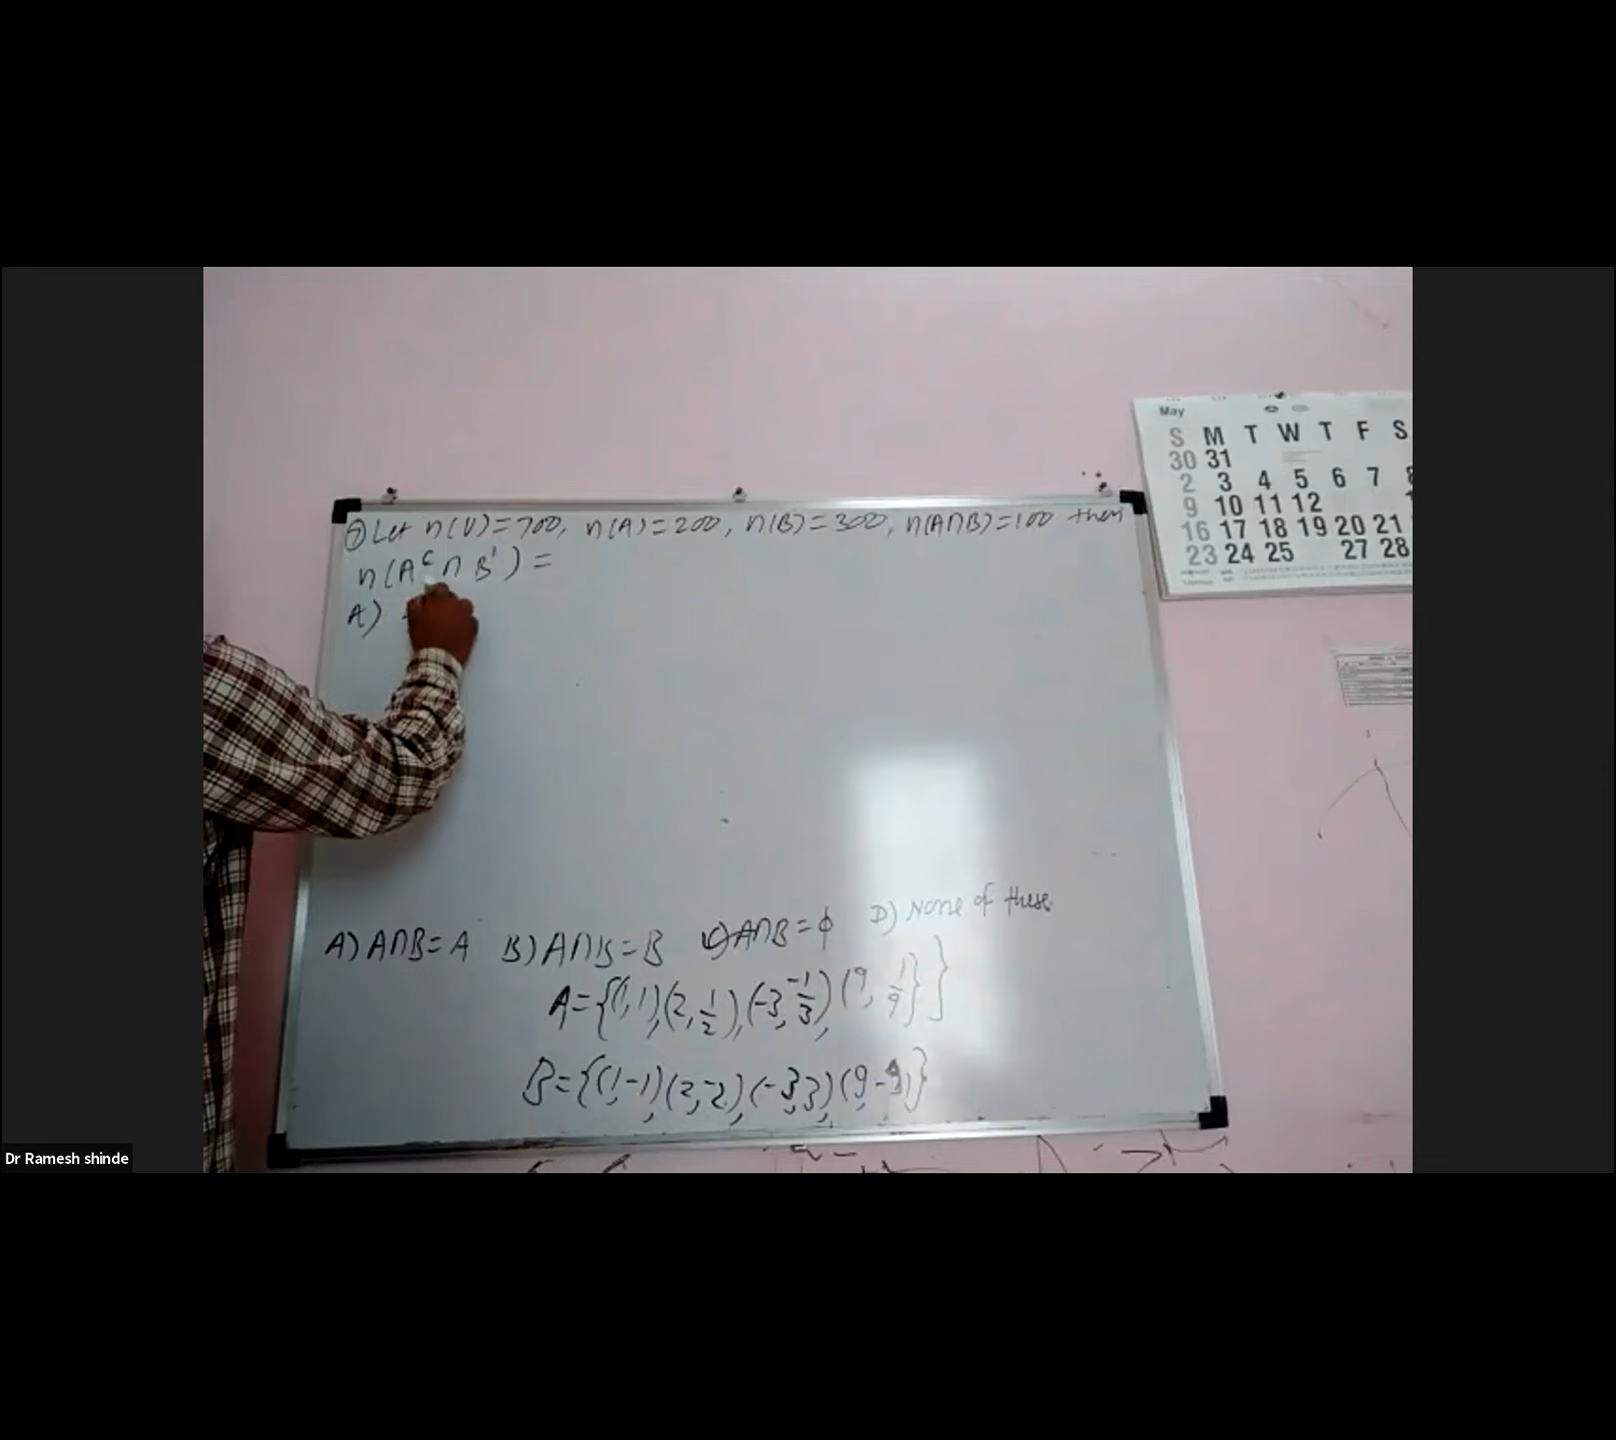 ⑦ Let n(U)=700, n(A)=200, n(B)=300, n(A∩B)=100 then
n(Aᶜ∩B')=
A)
A) A∩B=A B) A∩B=B C) A∩B=ϕ D) None of these.
A={(1,1),(2,1/2),(-3,-1/3),(9,1/9)}}
B={(1,-1),(2,-2),(-3,3),(9,-9)}
May
S M T W T F S
30 31
2 3 4 5 6 7 8
9 10 11 12
16 17 18 19 20 21
23 24 25 27 28
Dr Ramesh shinde